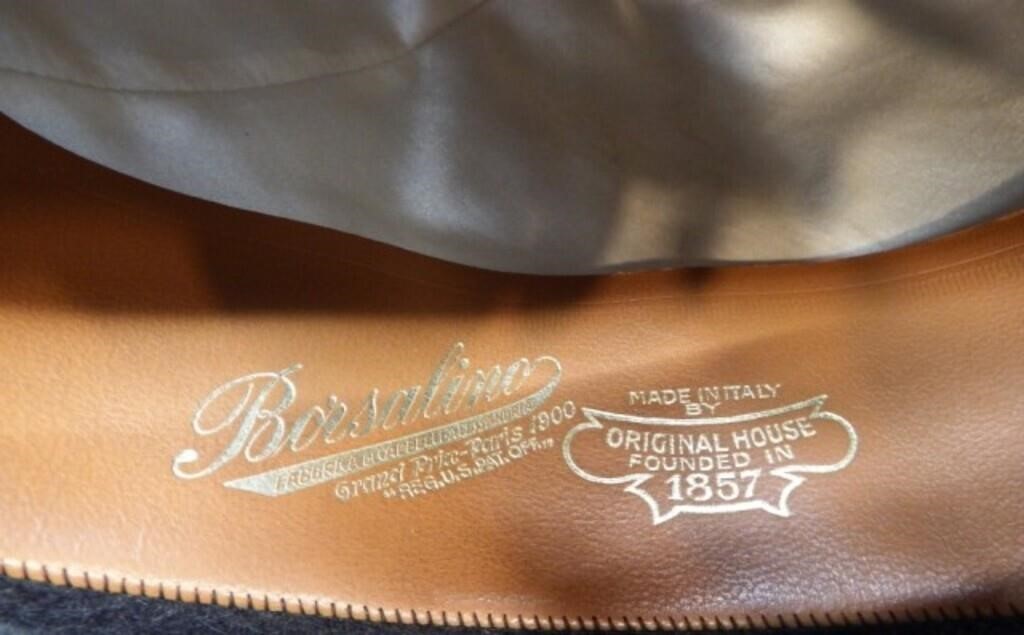 Borsalino
Grand Prix-Paris 1900
"REG.U.S.PAT.OFF."
MADE IN ITALY
BY
ORIGINAL HOUSE
FOUNDED IN
1857